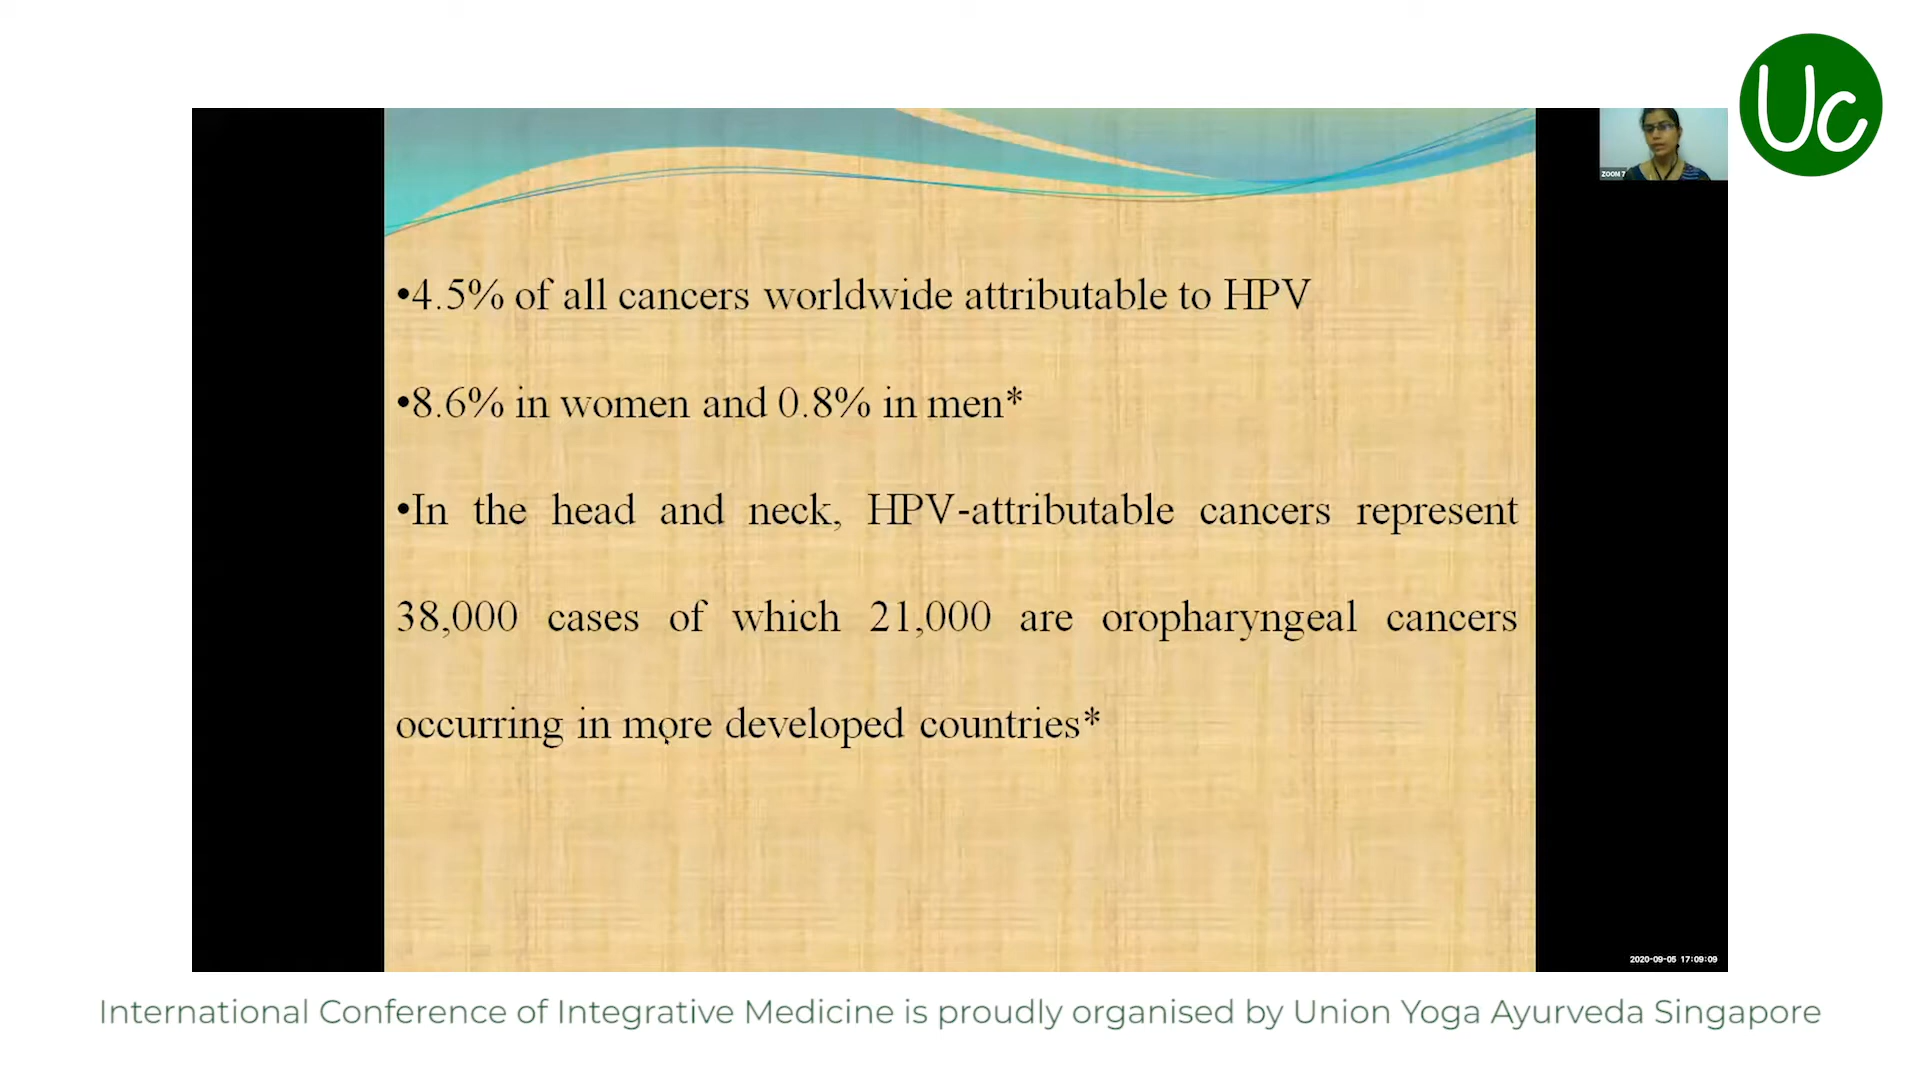 Uc
ZOOM 7
•4.5% of all cancers worldwide attributable to HPV
•8.6% in women and 0.8% in men*
•In the head and neck, HPV-attributable cancers represent
38,000 cases of which 21,000 are oropharyngeal cancers
occurring in more developed countries*
2020-09-05 17:09:09
International Conference of Integrative Medicine is proudly organised by Union Yoga Ayurveda Singapore